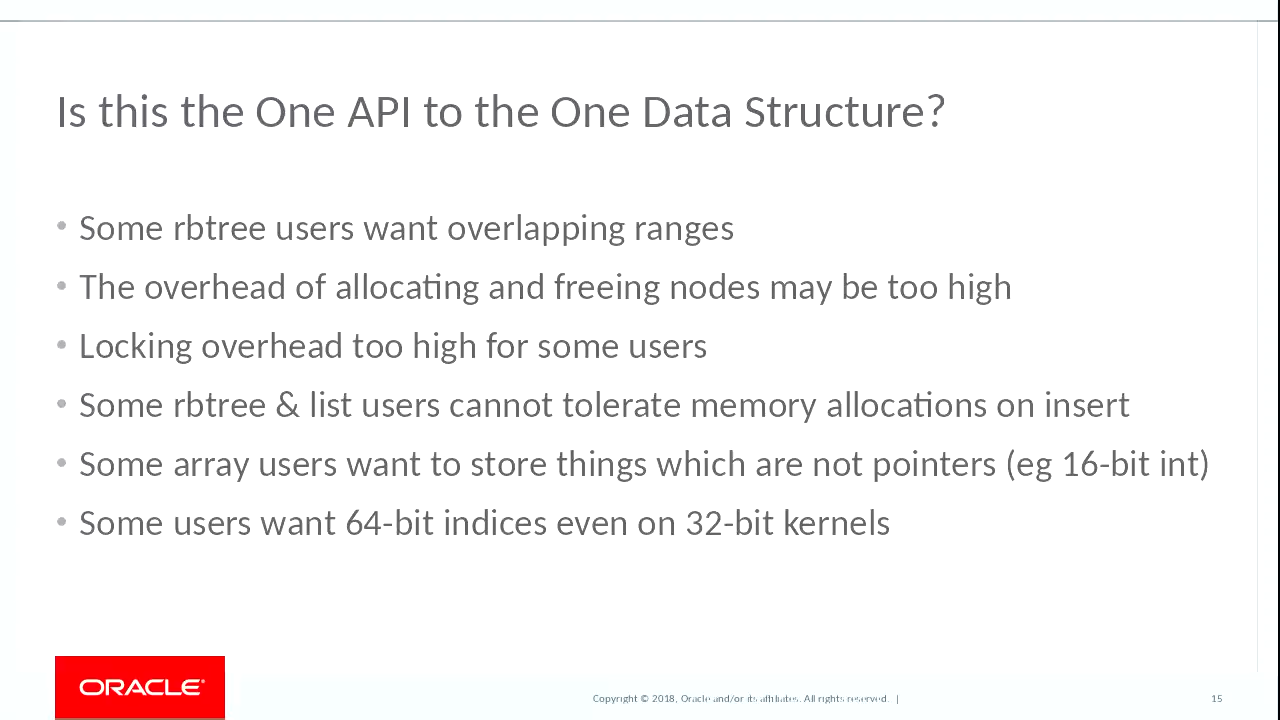 Is this the One API to the One Data Structure?
• Some rbtree users want overlapping ranges
• The overhead of allocating and freeing nodes may be too high
• Locking overhead too high for some users
• Some rbtree & list users cannot tolerate memory allocations on insert
• Some array users want to store things which are not pointers (eg 16-bit int)
• Some users want 64-bit indices even on 32-bit kernels
ORACLE®
Copyright © 2018, Oracle and/or its affiliates. All rights reserved. |
15